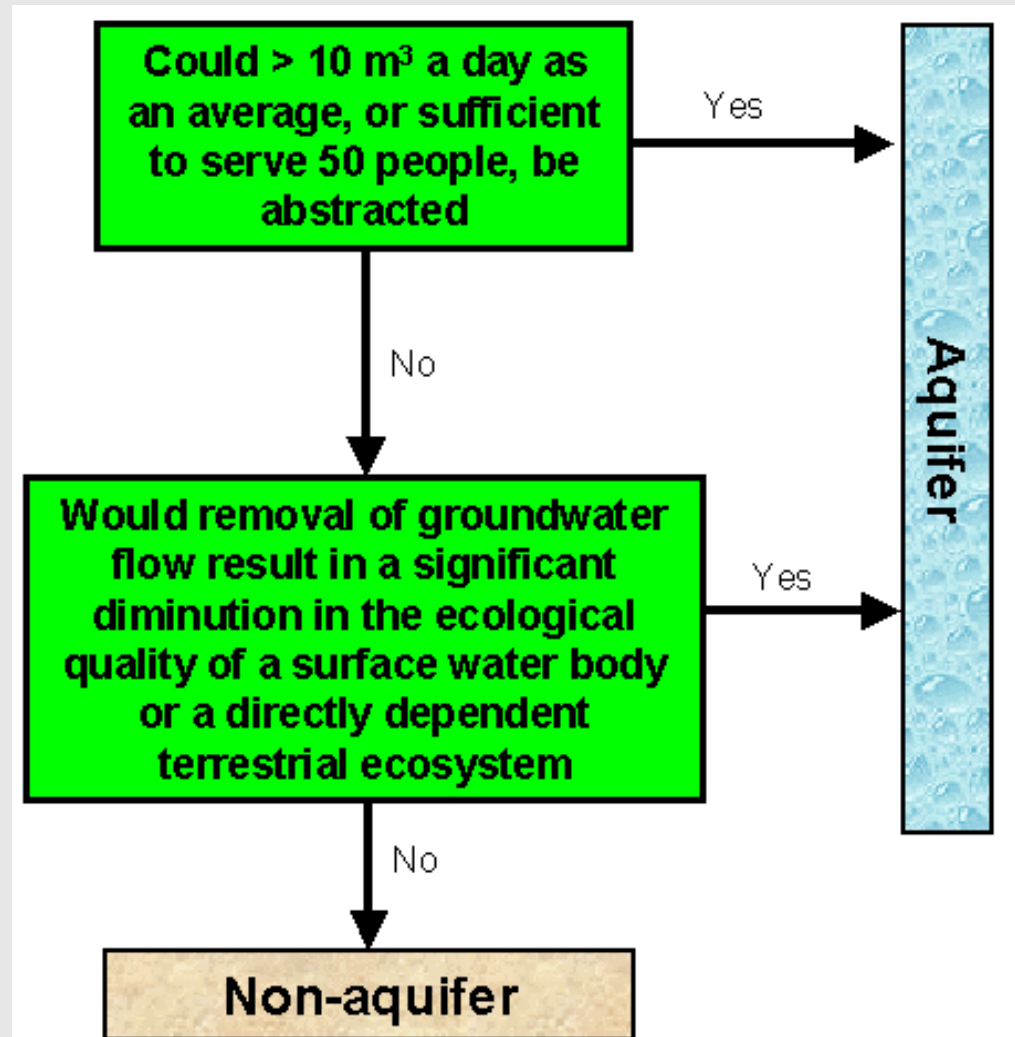 Could > 10 m³ a day as
an average, or sufficient
to serve 50 people, be
abstracted
Yes
No
Aquifer
Would removal of groundwater
flow result in a significant
diminution in the ecological
quality of a surface water body
or a directly dependent
terrestrial ecosystem
Yes
No
Non-aquifer